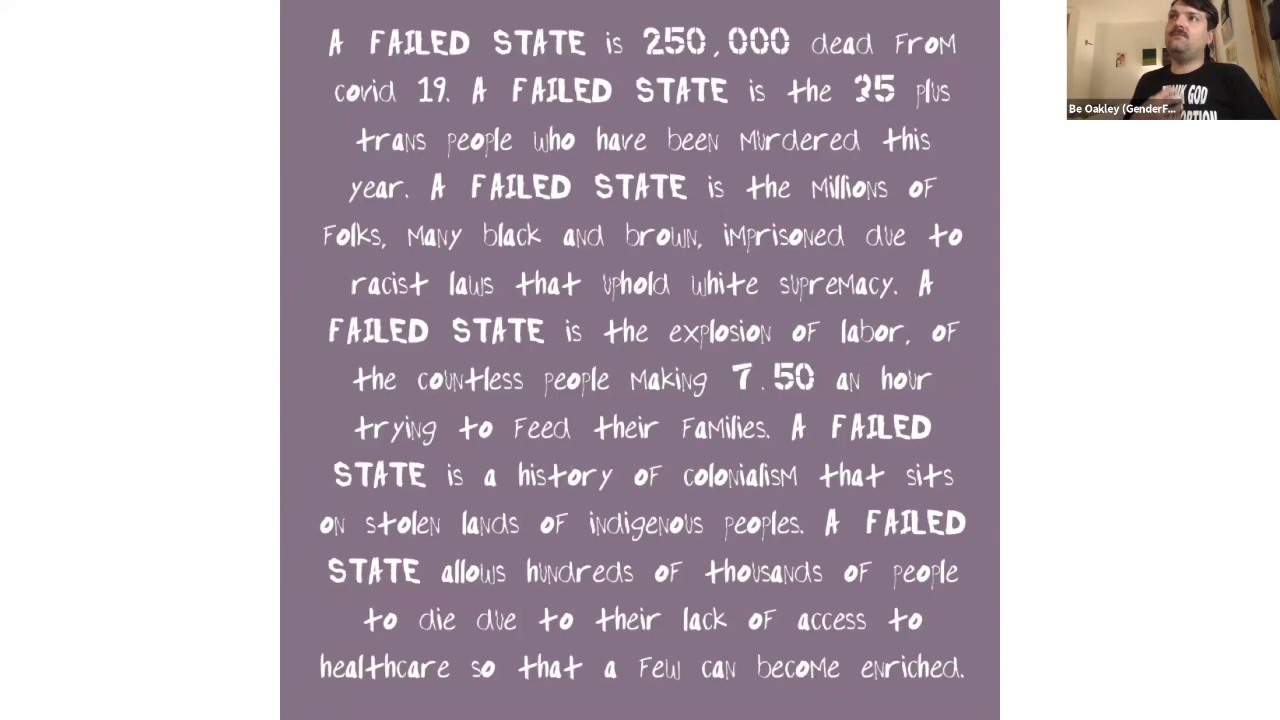 A FAILED STATE is 250,000 dead from
covid 19. A FAILED STATE is the 35 plus
trans people who have been murdered this
year. A FAILED STATE is the millions of
folks, many black and brown, imprisoned due to
racist laws that uphold white supremacy. A
FAILED STATE is the explosion of labor, of
the countless people making 7.50 an hour
trying to feed their families. A FAILED
STATE is a history of colonialism that sits
on stolen lands of indigenous peoples. A FAILED
STATE allows hundreds of thousands of people
to die due to their lack of access to
healthcare so that a few can become enriched.
Be Oakley (GenderF...
GOD